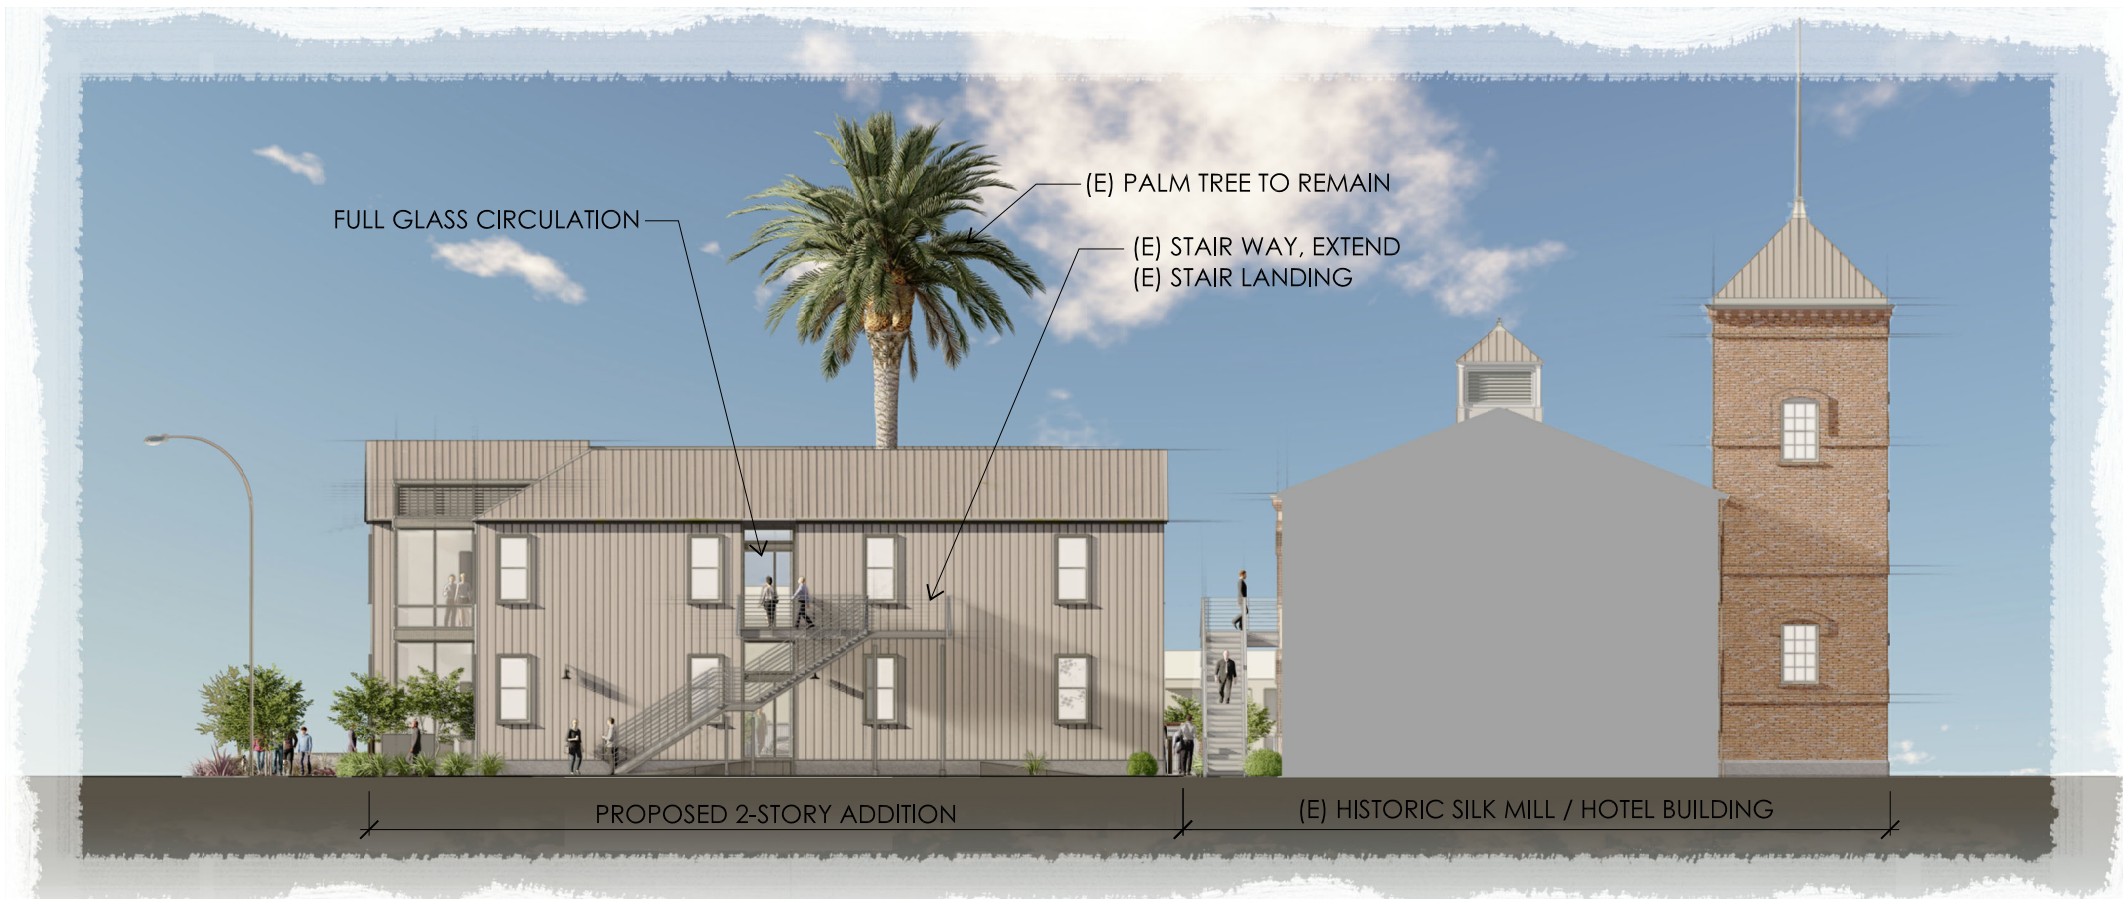 (E) PALM TREE TO REMAIN
FULL GLASS CIRCULATION
(E) STAIR WAY, EXTEND
(E) STAIR LANDING
PROPOSED 2-STORY ADDITION
(E) HISTORIC SILK MILL / HOTEL BUILDING